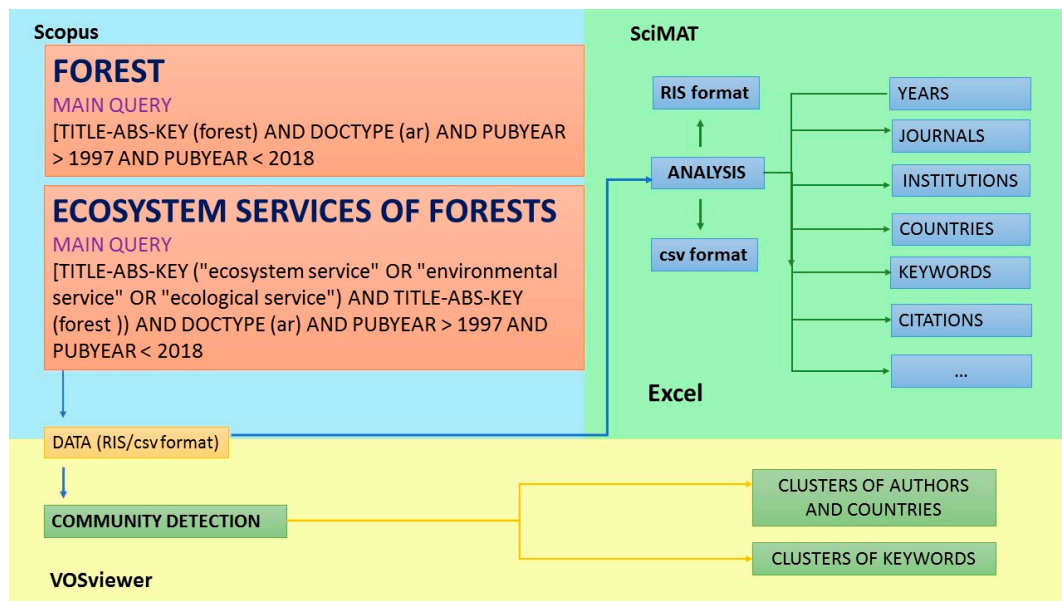 Scopus
FOREST
MAIN QUERY
[TITLE-ABS-KEY (forest) AND DOCTYPE (ar) AND PUBYEAR
> 1997 AND PUBYEAR < 2018
ECOSYSTEM SERVICES OF FORESTS
MAIN QUERY
[TITLE-ABS-KEY ("ecosystem service" OR "environmental
service" OR "ecological service") AND TITLE-ABS-KEY
(forest )) AND DOCTYPE (ar) AND PUBYEAR > 1997 AND
PUBYEAR < 2018
DATA (RIS/csv format)
SciMAT
RIS format
ANALYSIS
csv format
YEARS
JOURNALS
INSTITUTIONS
COUNTRIES
KEYWORDS
CITATIONS
...
Excel
COMMUNITY DETECTION
CLUSTERS OF AUTHORS
AND COUNTRIES
CLUSTERS OF KEYWORDS
VOSviewer